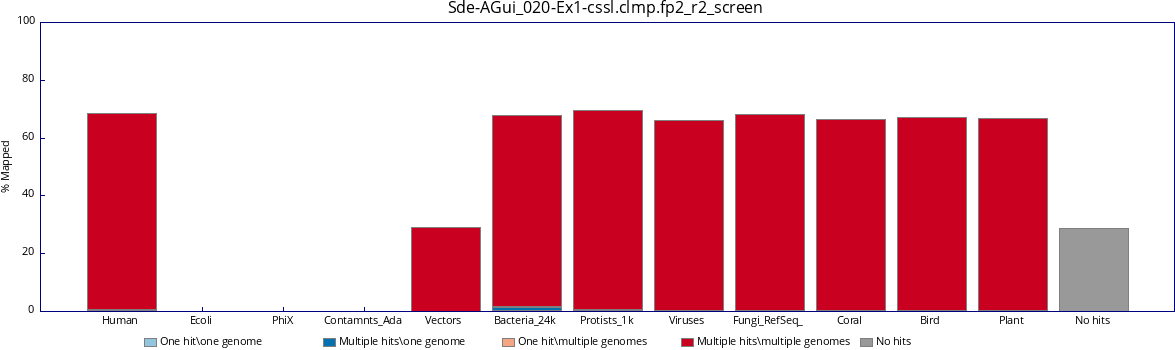 Sde-AGui_020-Ex1-cssl.clmp.fp2_r2_screen
100
80
60
40
20
0
% Mapped
Human Ecoli PhiX Contamnts_Ada Vectors Bacteria_24k Protists_1k Viruses Fungi_RefSeq_ Coral Bird Plant No hits
One hit\one genome Multiple hits\one genome One hit\multiple genomes Multiple hits\multiple genomes No hits